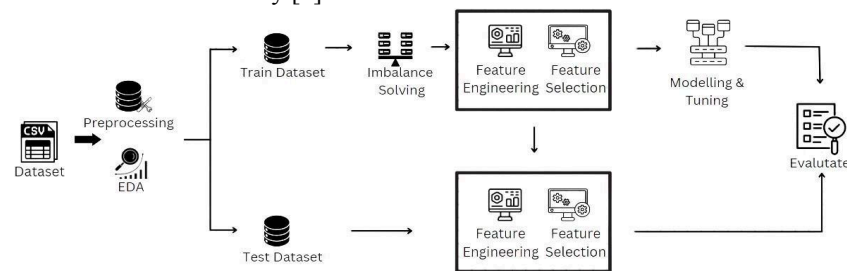 Train Dataset
Imbalance
Solving
Feature
Engineering
Feature
Selection
Modelling &
Tuning
CSV
Dataset
Preprocessing
EDA
Evalutate
Test Dataset
Feature
Engineering
Feature
Selection